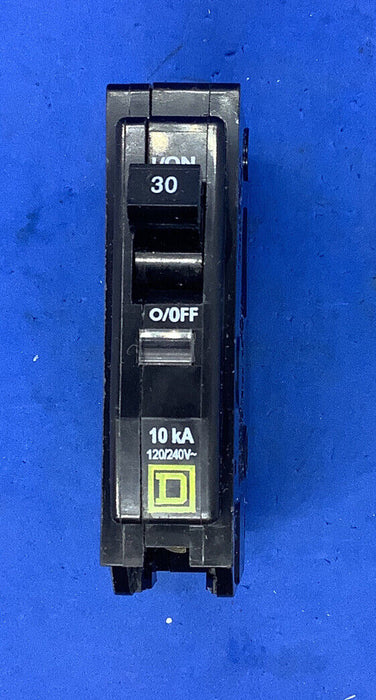 I/ON
30
O/OFF
10 kA
120/240V~
D